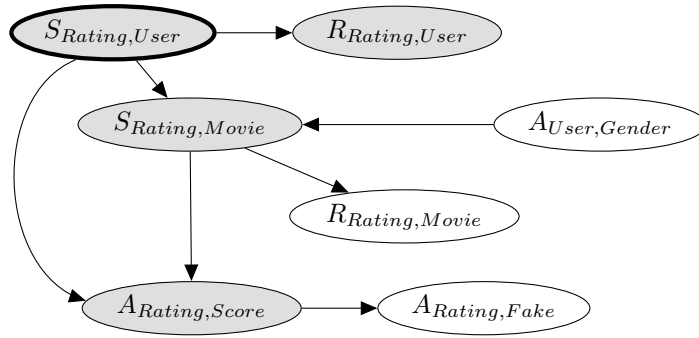 S_{Rating,User} R_{Rating,User}
S_{Rating,Movie} A_{User,Gender}
R_{Rating,Movie}
A_{Rating,Score} A_{Rating,Fake}